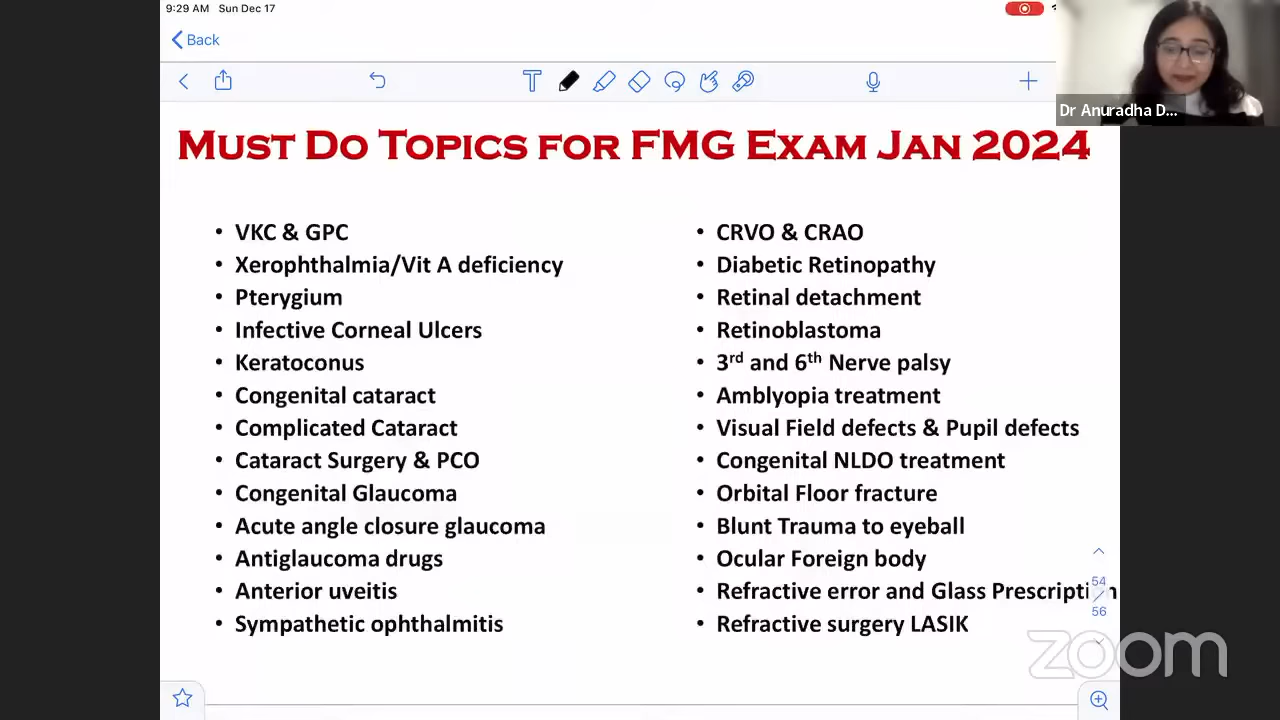 9:29 AM Sun Dec 17
Back
Dr Anuradha D...
MUST DO TOPICS FOR FMG EXAM JAN 2024
• VKC & GPC
• Xerophthalmia/Vit A deficiency
• Pterygium
• Infective Corneal Ulcers
• Keratoconus
• Congenital cataract
• Complicated Cataract
• Cataract Surgery & PCO
• Congenital Glaucoma
• Acute angle closure glaucoma
• Antiglaucoma drugs
• Anterior uveitis
• Sympathetic ophthalmitis
• CRVO & CRAO
• Diabetic Retinopathy
• Retinal detachment
• Retinoblastoma
• 3rd and 6th Nerve palsy
• Amblyopia treatment
• Visual Field defects & Pupil defects
• Congenital NLDO treatment
• Orbital Floor fracture
• Blunt Trauma to eyeball
• Ocular Foreign body
• Refractive error and Glass Prescription
• Refractive surgery LASIK
54
/
56
zoom